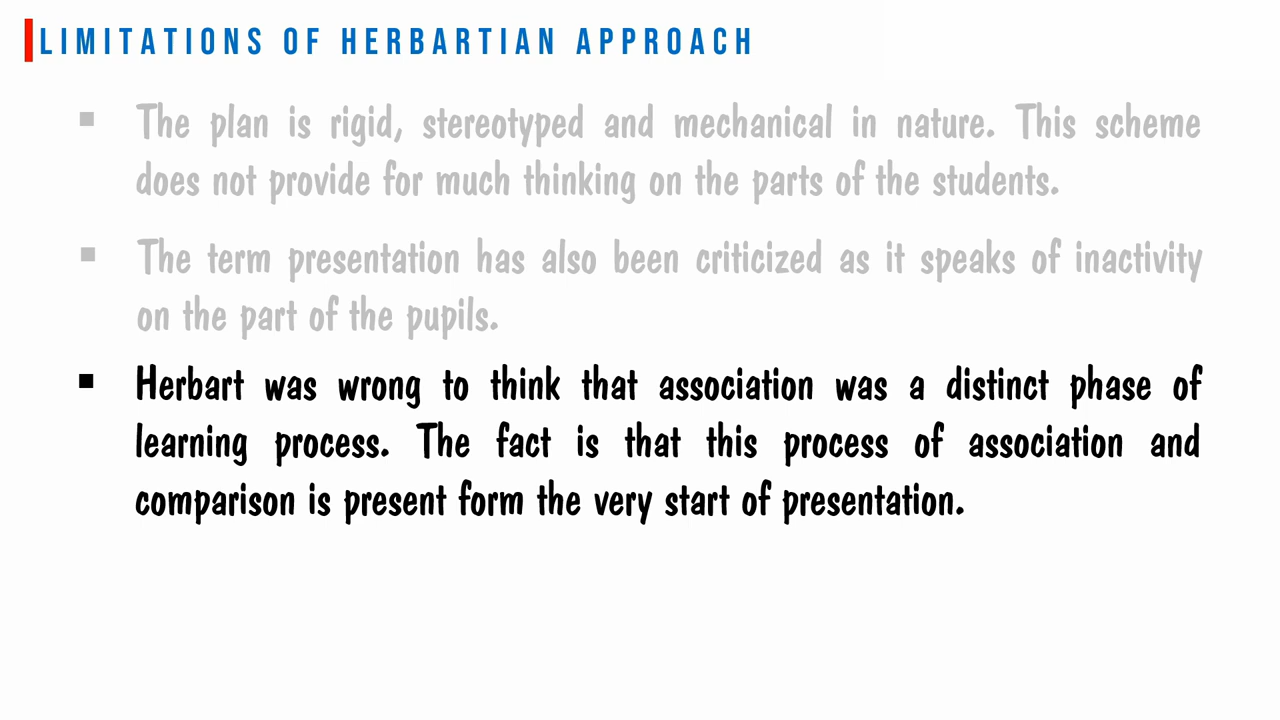 LIMITATIONS OF HERBARTIAN APPROACH
▪ The plan is rigid, stereotyped and mechanical in nature. This scheme
does not provide for much thinking on the parts of the students.
▪ The term presentation has also been criticized as it speaks of inactivity
on the part of the pupils.
▪ Herbart was wrong to think that association was a distinct phase of
learning process. The fact is that this process of association and
comparison is present form the very start of presentation.